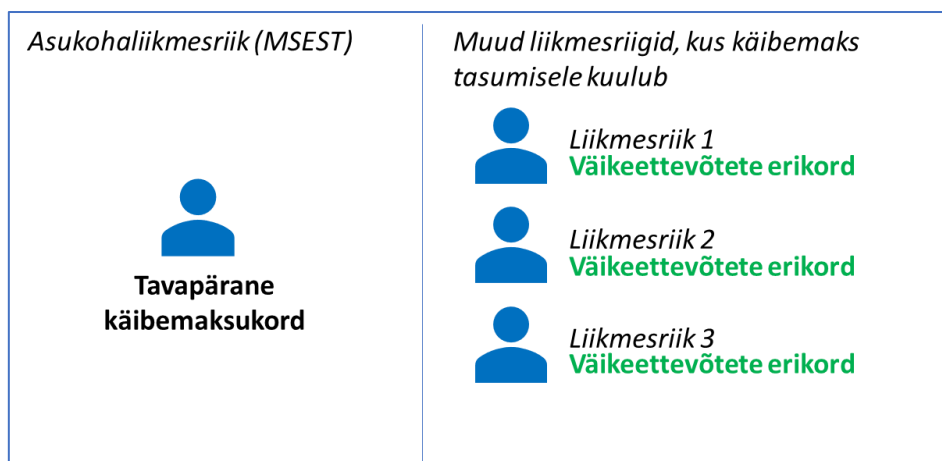 Asukohaliikmesriik (MSEST)
Tavapärane
käibemaksukord
Muud liikmesriigid, kus käibemaks
tasumisele kuulub
Liikmesriik 1
Väikeettevõtete erikord
Liikmesriik 2
Väikeettevõtete erikord
Liikmesriik 3
Väikeettevõtete erikord